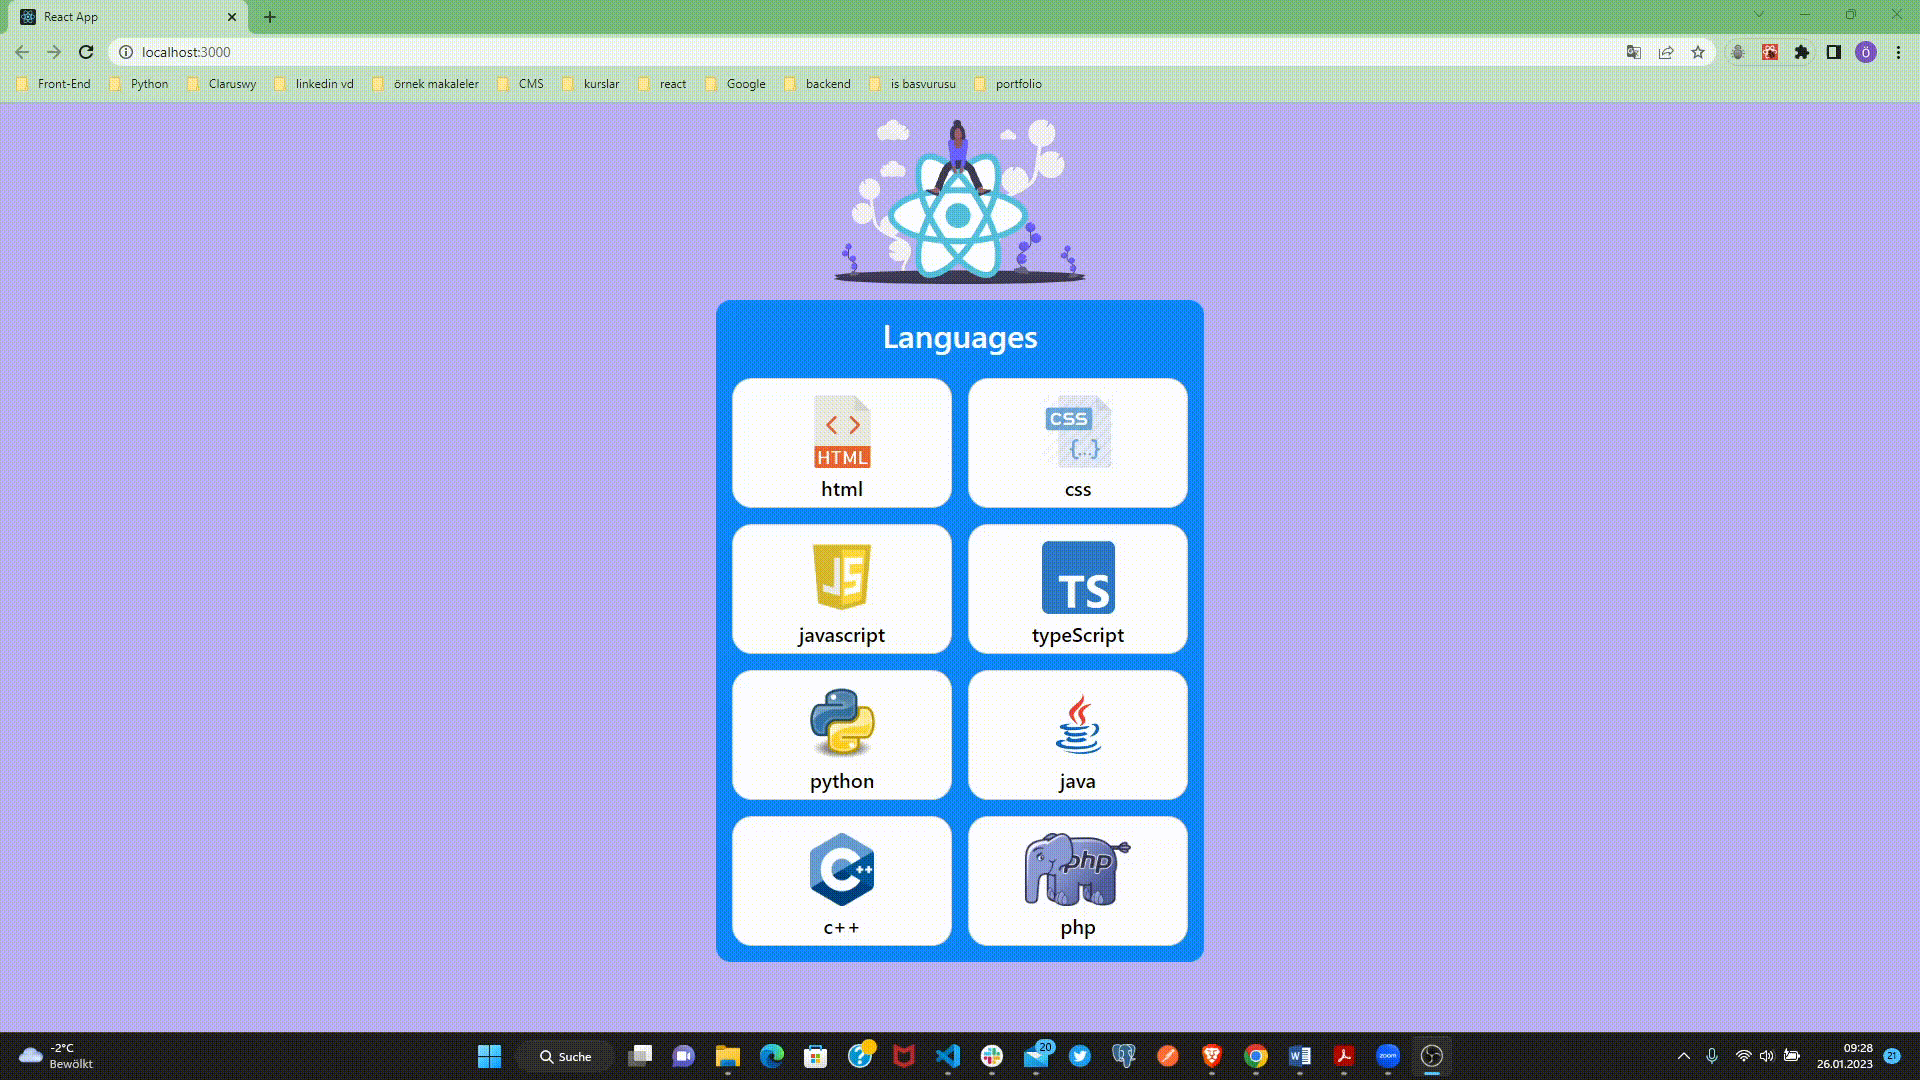 React App
localhost:3000
Front-End Python Claruswy linkedin vd örnek makaleler CMS kurslar react Google backend is basvurusu portfolio
Ö
Languages
HTML
html
CSS
{...}
css
JS
javascript
TS
typeScript
python
java
C++
c++
php
php
-2°C
Bewölkt
Suche
20
zoom
09:28
26.01.2023
21